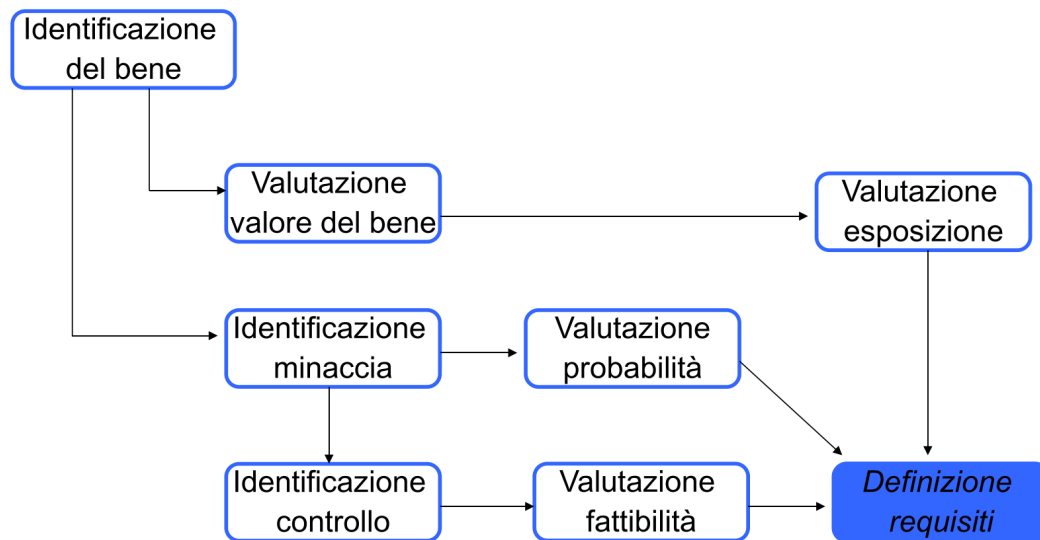 Identificazione
del bene
Valutazione
valore del bene
Valutazione
esposizione
Identificazione
minaccia
Valutazione
probabilità
Identificazione
controllo
Valutazione
fattibilità
Definizione
requisiti